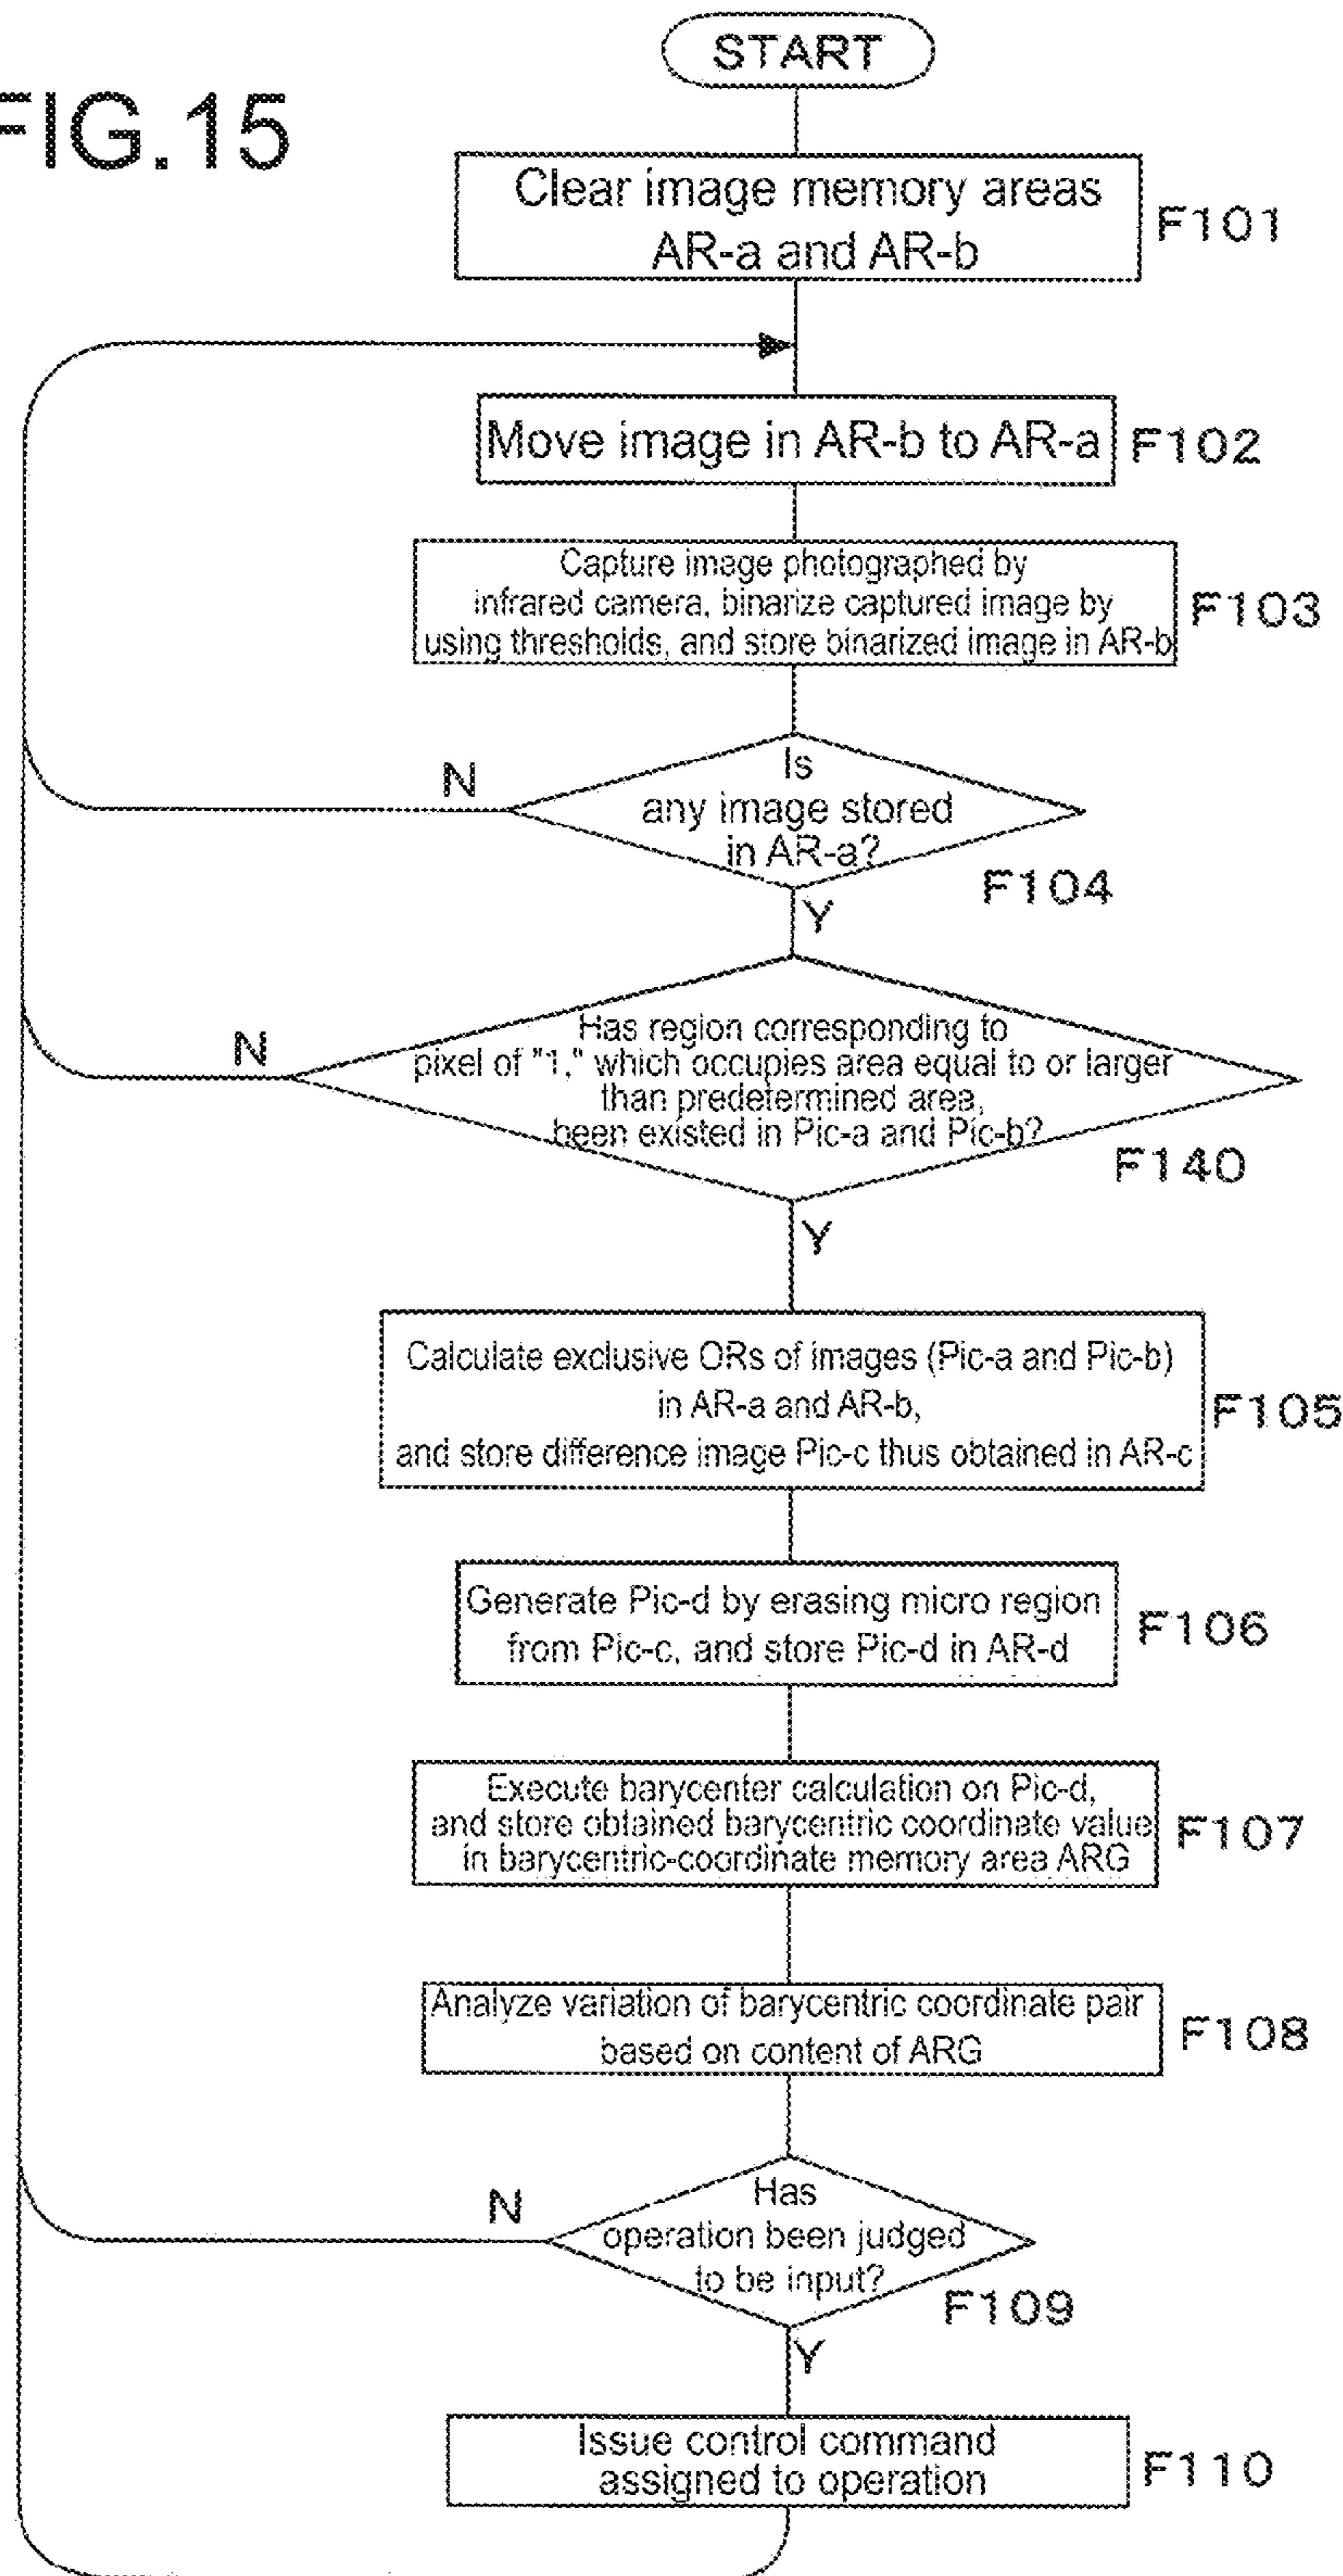 START
FIG.15
Clear image memory areas
AR-a and AR-b
F101
Move image in AR-b to AR-a
F102
Capture image photographed by
infrared camera, binarize captured image by
using thresholds, and store binarized image in AR-b
F103
N
Is
any image stored
in AR-a?
F104
Y
N
Has region corresponding to
pixel of "1," which occupies area equal to or larger
than predetermined area,
been existed in Pic-a and Pic-b?
F140
Y
Calculate exclusive ORs of images (Pic-a and Pic-b)
in AR-a and AR-b,
and store difference image Pic-c thus obtained in AR-c
F105
Generate Pic-d by erasing micro region
from Pic-c, and store Pic-d in AR-d
F106
Execute barycenter calculation on Pic-d,
and store obtained barycentric coordinate value
in barycentric-coordinate memory area ARG
F107
Analyze variation of barycentric coordinate pair
based on content of ARG
F108
N
Has
operation been judged
to be input?
F109
Y
Issue control command
assigned to operation
F110